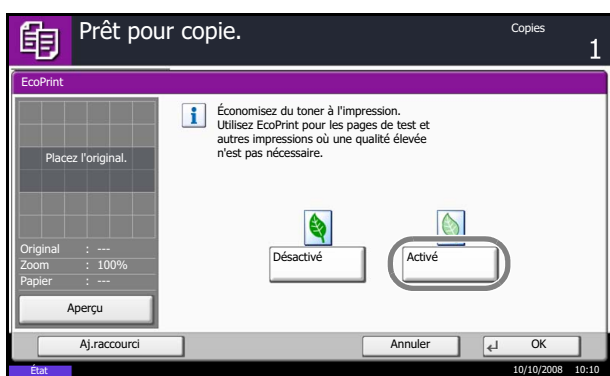 Prêt pour copie.
Copies
1
EcoPrint
Placez l'original.
Économisez du toner à l'impression.
Utilisez EcoPrint pour les pages de test et
autres impressions où une qualité élevée
n'est pas nécessaire.
Désactivé
Activé
Original : ---
Zoom : 100%
Papier : ---
Aperçu
Aj.raccourci
Annuler
OK
État
10/10/2008 10:10